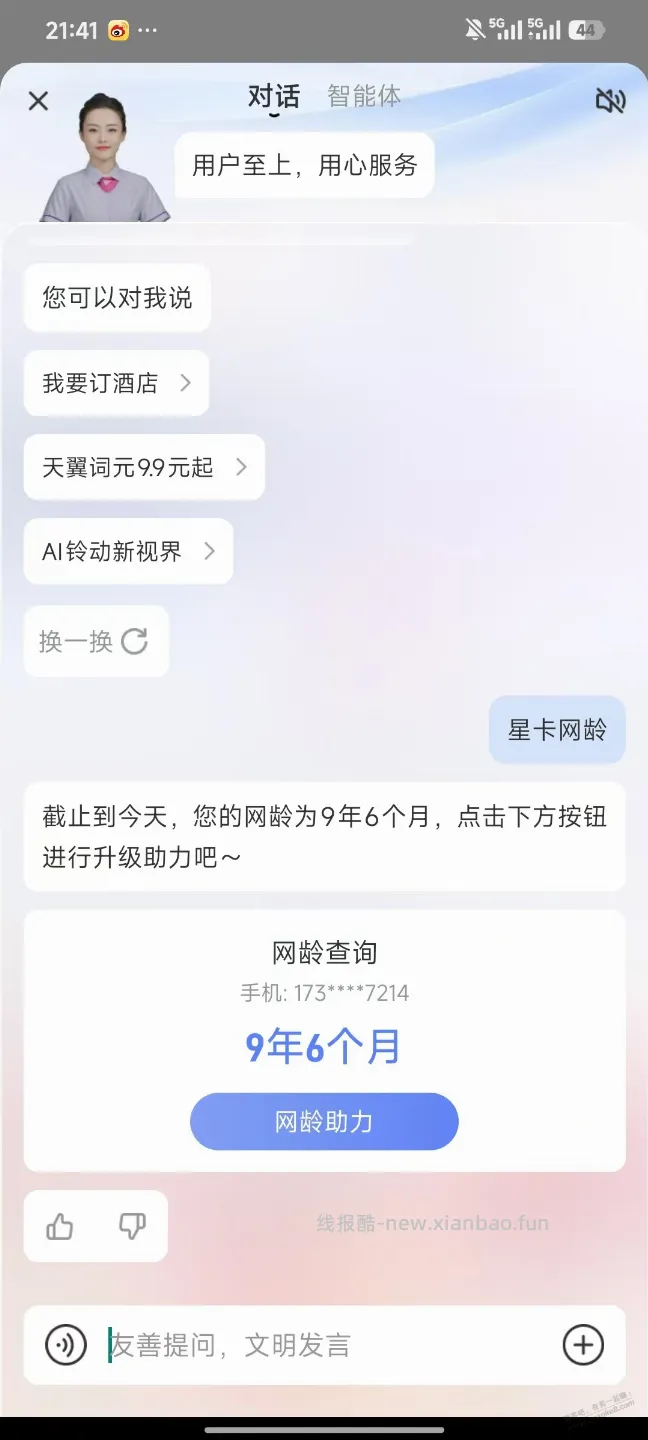 21:41
5G 5G 44
对话 智能体
用户至上，用心服务
您可以对我说
我要订酒店
天翼词元9.9元起
AI铃动新视界
换一换
星卡网龄
截止到今天，您的网龄为9年6个月，点击下方按钮
进行升级助力吧～
网龄查询
手机: 173****7214
9年6个月
网龄助力
线报酷-new.xianbao.fun
友善提问，文明发言